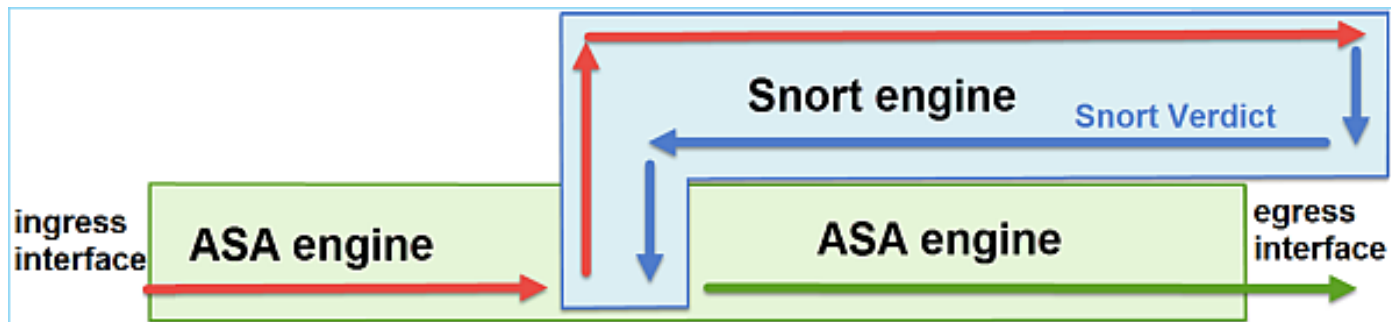 Snort engine
Snort Verdict
ingress
interface
ASA engine
ASA engine
egress
interface